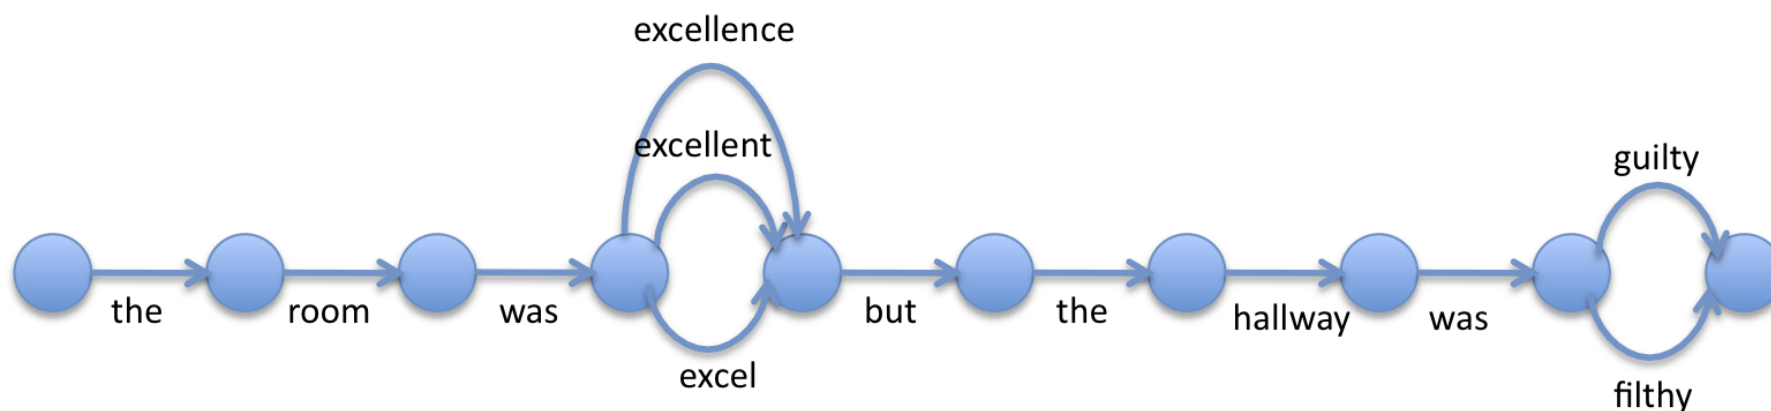 excellence
excellent
guilty
the room was but the hallway was
excel
filthy